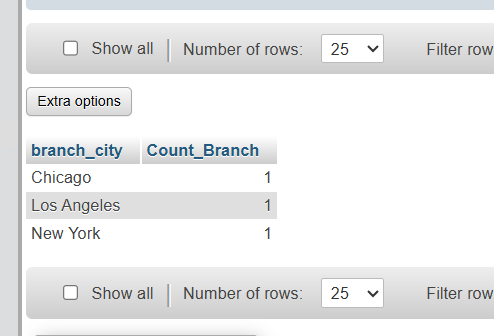 Show all Number of rows: 25 Filter row
Extra options
branch_city Count_Branch
Chicago 1
Los Angeles 1
New York 1
Show all Number of rows: 25 Filter row